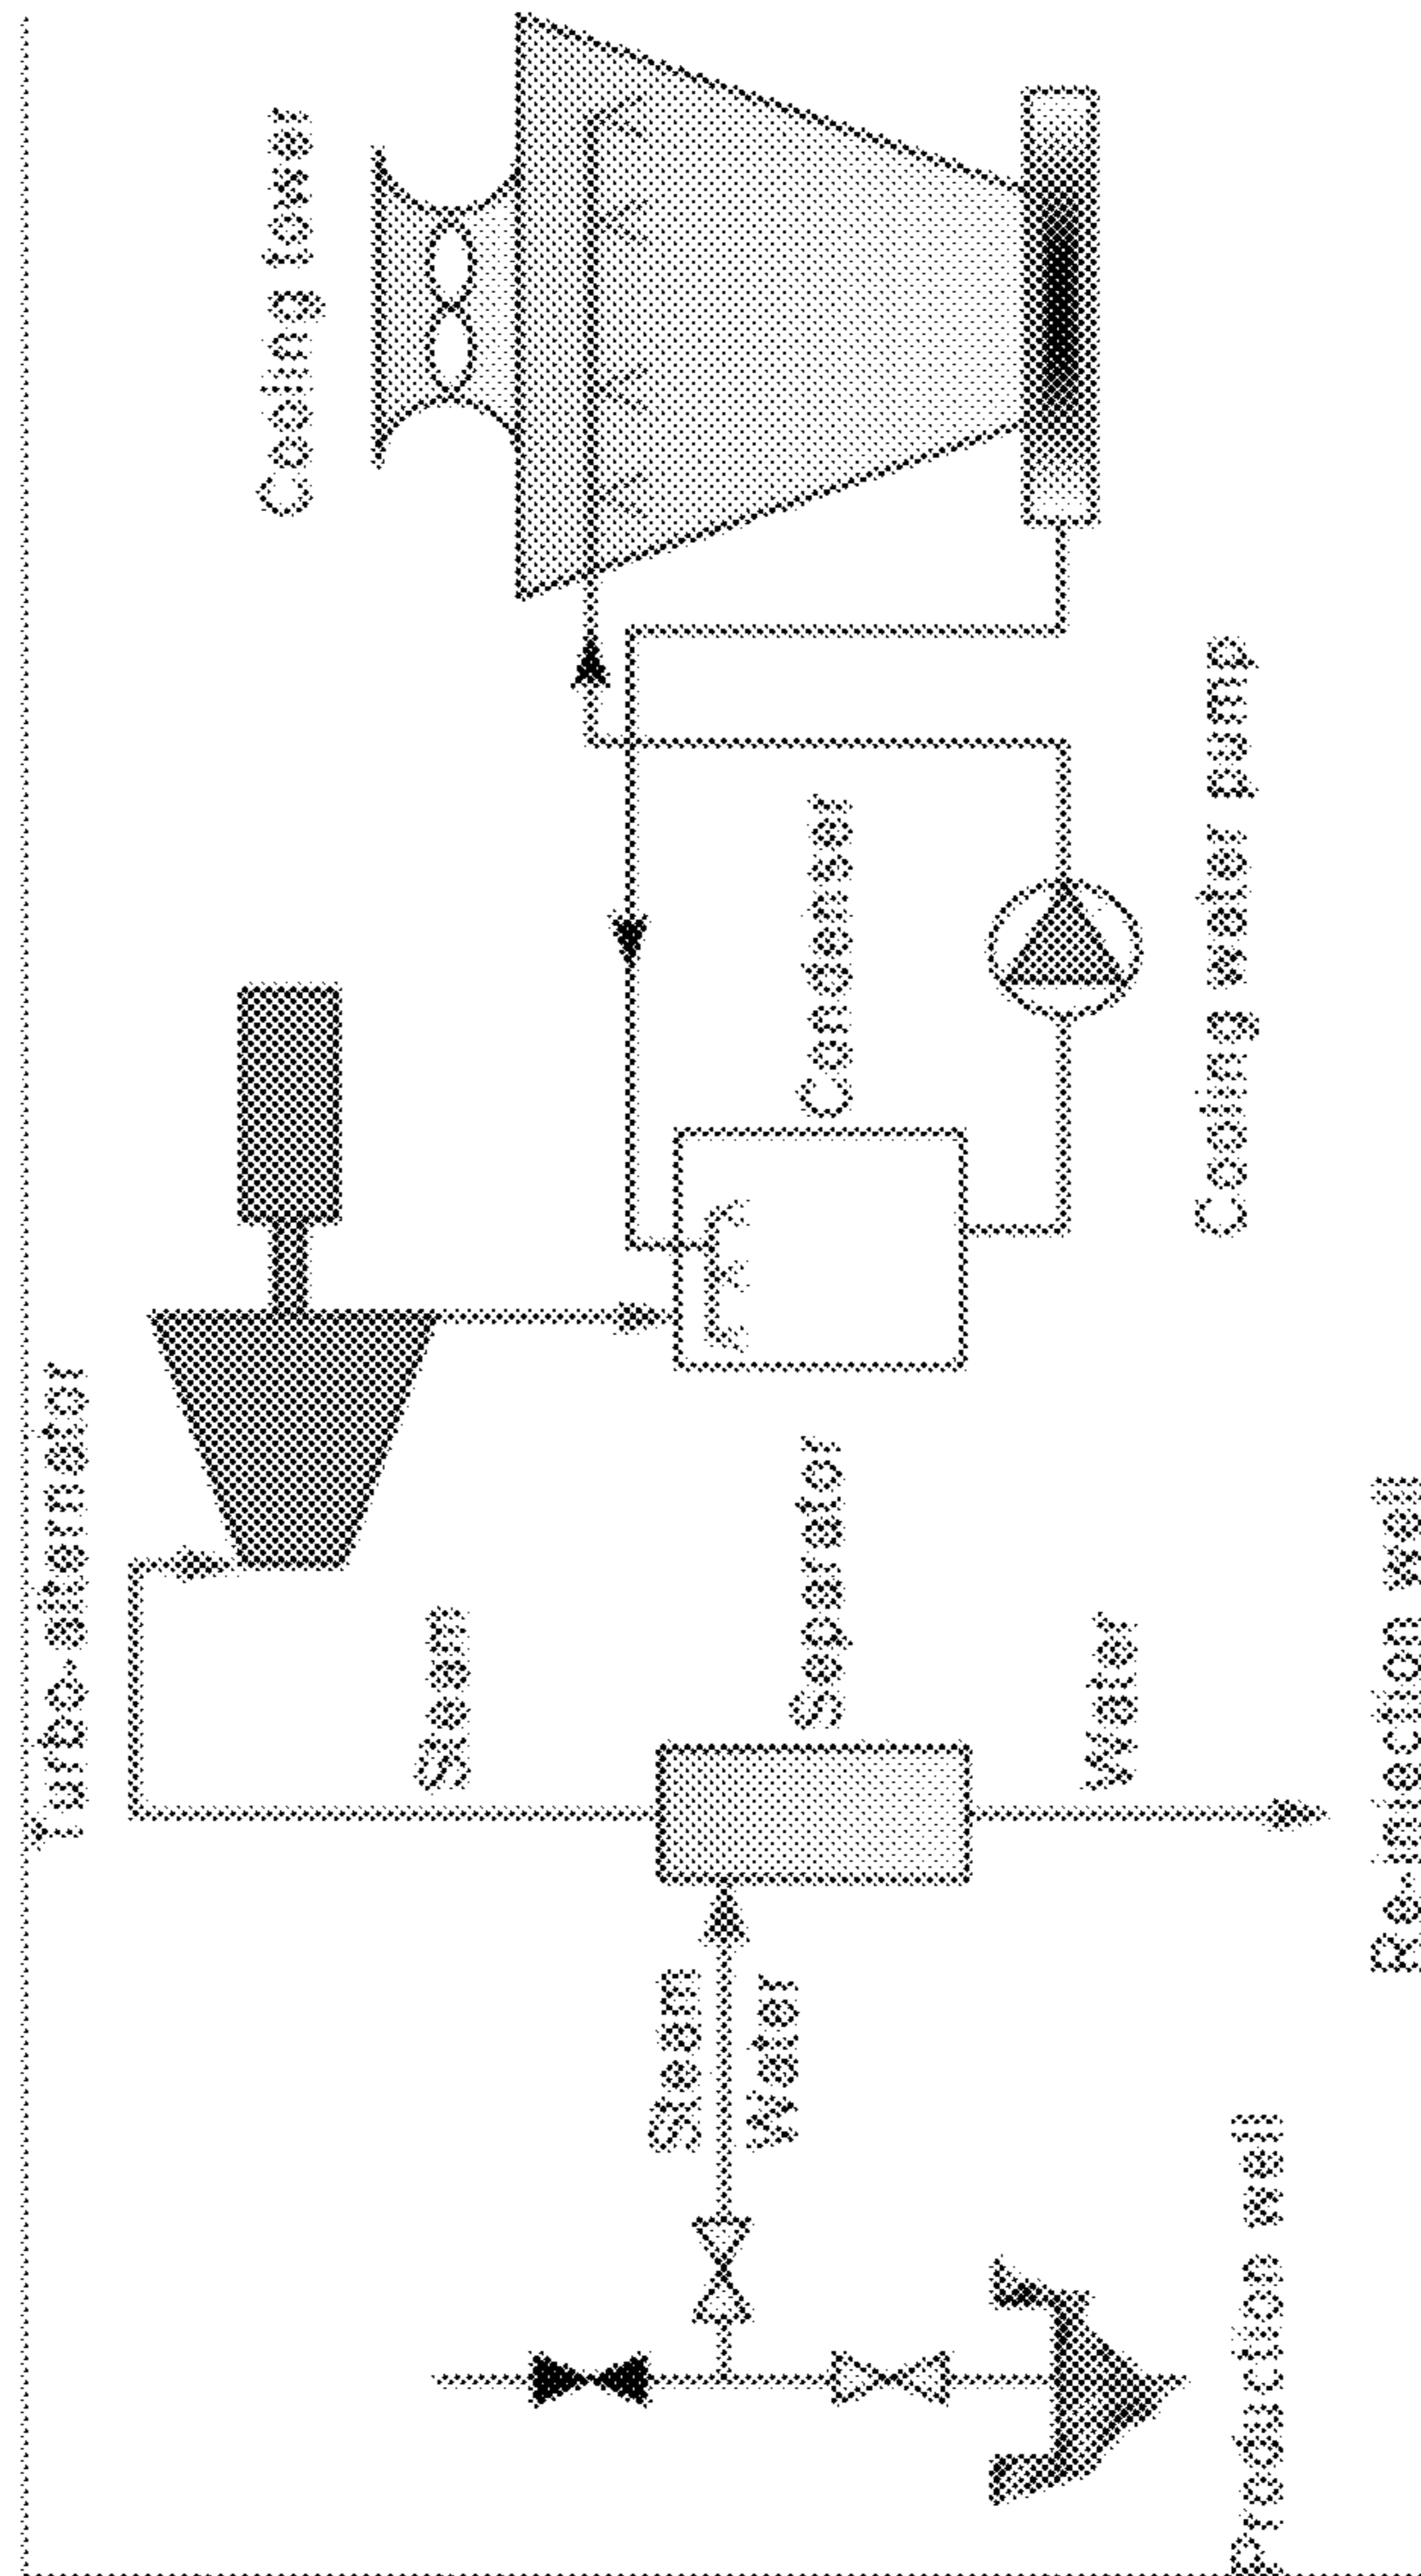 Turbo-alternator
Cooling tower
Steam
Steam
Water
Separator
Condenser
Water
Cooling water pump
Production well
Re-injection well